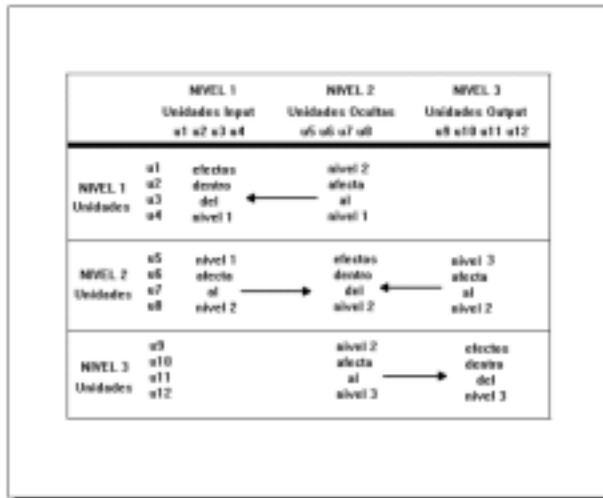 NIVEL 1 NIVEL 2 NIVEL 3
Unidades Input Unidades Ocultas Unidades Output
u1 u2 u3 u4 u5 u6 u7 u8 u9 u10 u11 u12
u1 efectos nivel 2
u2 dentro afecta
NIVEL 1 u3 del al
Unidades u4 nivel 1 nivel 1
u5 nivel 1 efectos nivel 3
NIVEL 2 u6 afecta dentro afecta
Unidades u7 al del al
u8 nivel 2 nivel 2 nivel 2
u9 nivel 2 efectos
NIVEL 3 u10 afecta dentro
u11 al del
Unidades u12 nivel 3 nivel 3